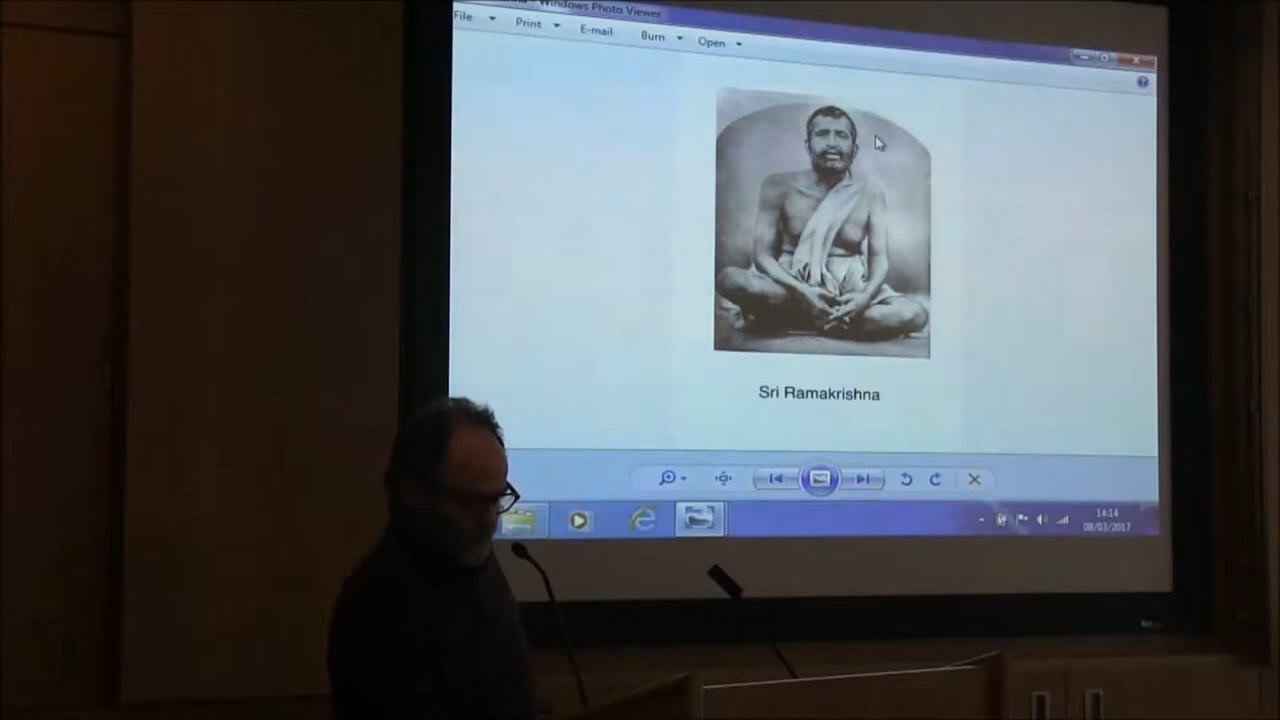 Windows Photo Viewer
File Print E-mail Burn Open
Sri Ramakrishna
14:14
08/03/2017